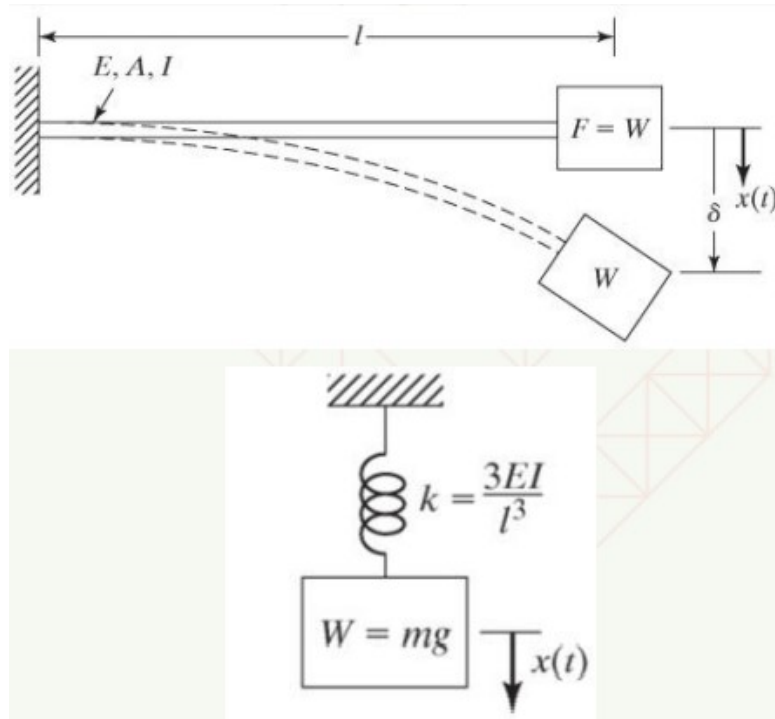 l
E, A, I
F = W
δ
x(t)
W
k = 3EI/l³
W = mg
x(t)